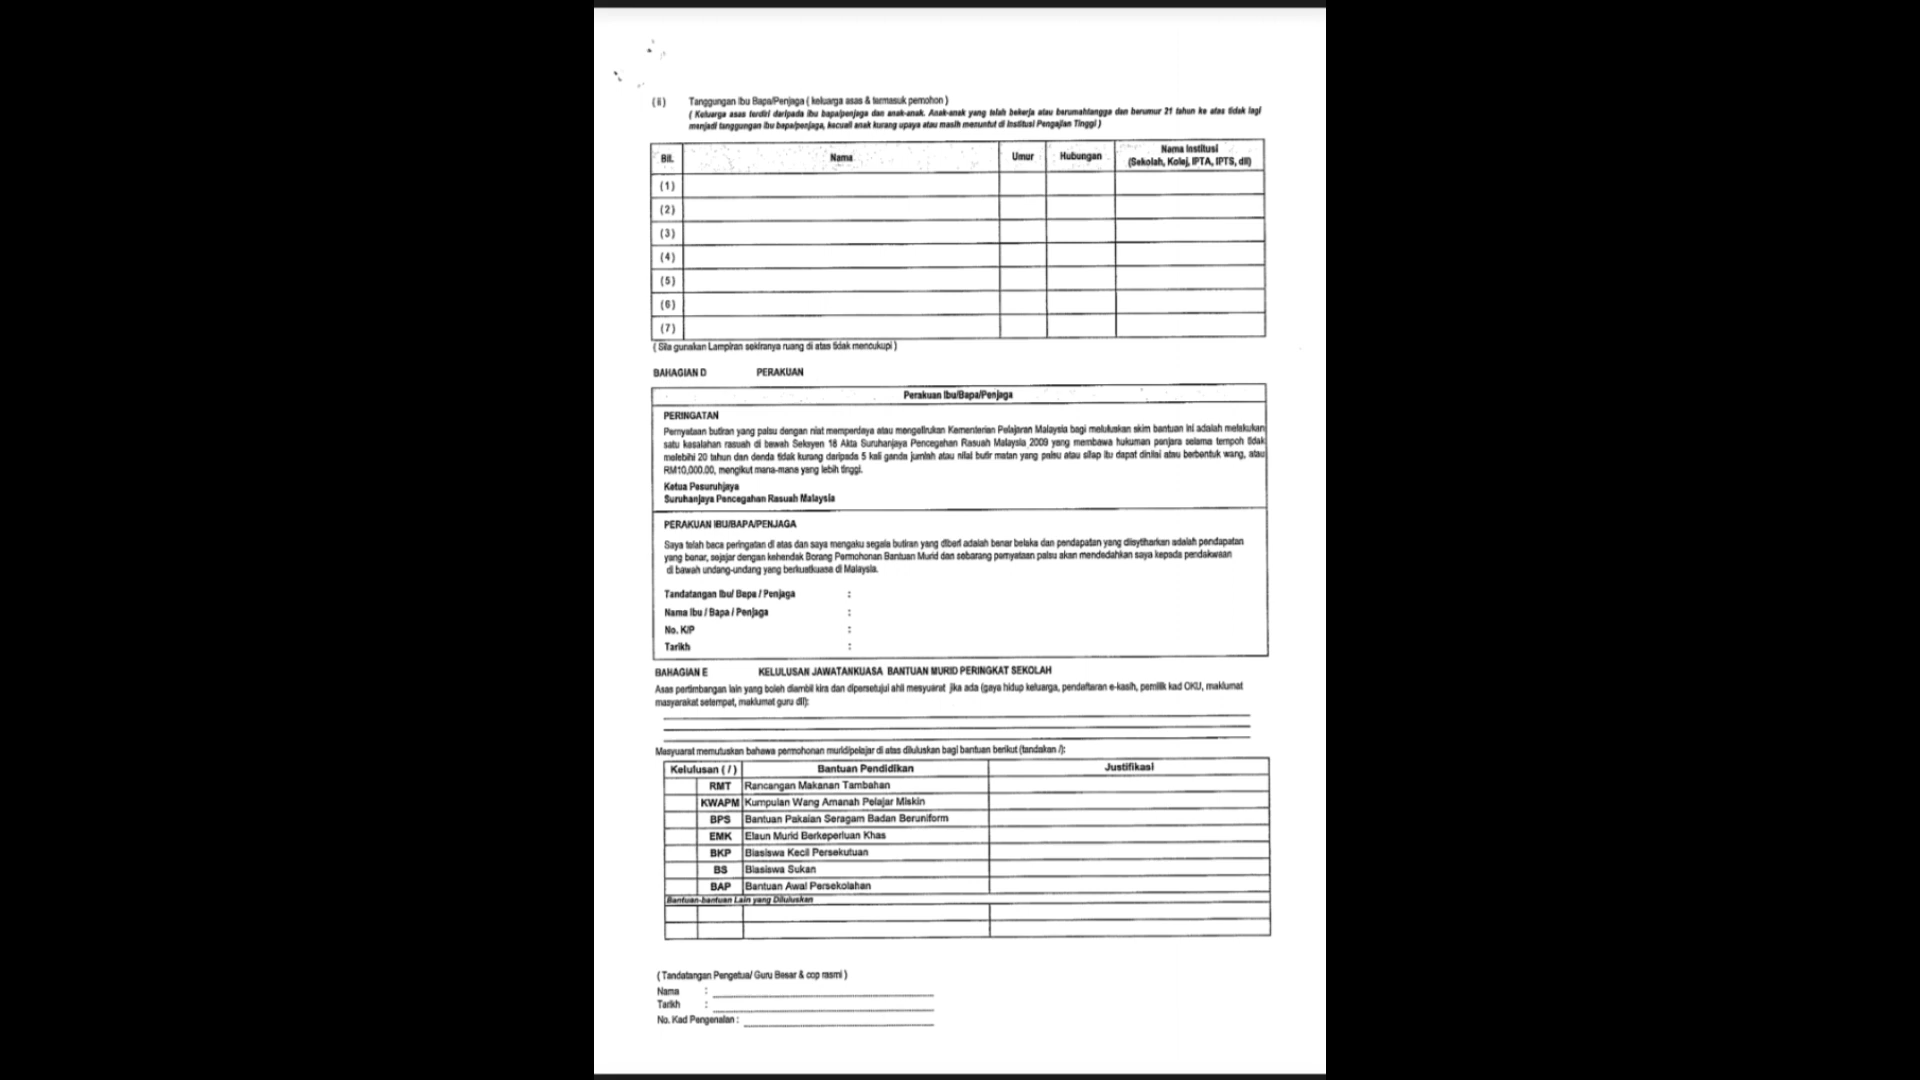 (ii) Tanggungan Ibu Bapa/Penjaga ( keluarga asas & termasuk pemohon )
( Keluarga asas terdiri daripada ibu bapa/penjaga dan anak-anak. Anak-anak yang telah bekerja atau berumahtangga dan berumur 21 tahun ke atas tidak lagi
menjadi tanggungan ibu bapa/penjaga, kecuali anak kurang upaya atau masih menuntut di Institusi Pengajian Tinggi )
Bil. Nama Umur Hubungan Nama Institusi
(Sekolah, Kolej, IPTA, IPTS, dll)
(1)
(2)
(3)
(4)
(5)
(6)
(7)
( Sila gunakan Lampiran sekiranya ruang di atas tidak mencukupi )
BAHAGIAN D PERAKUAN
Perakuan Ibu/Bapa/Penjaga
PERINGATAN
Pernyataan butiran yang palsu dengan niat memperdaya atau mengelirukan Kementerian Pelajaran Malaysia bagi meluluskan skim bantuan ini adalah melakukan
satu kesalahan rasuah di bawah Seksyen 18 Akta Suruhanjaya Pencegahan Rasuah Malaysia 2009 yang membawa hukuman penjara selama tempoh tidak
melebihi 20 tahun dan denda tidak kurang daripada 5 kali ganda jumlah atau nilai butir matan yang palsu atau silap itu dapat dinilai atau berbentuk wang, atau
RM10,000.00, mengikut mana-mana yang lebih tinggi.
Ketua Pesuruhjaya
Suruhanjaya Pencegahan Rasuah Malaysia
PERAKUAN IBU/BAPA/PENJAGA
Saya telah baca peringatan di atas dan saya mengaku segala butiran yang diberi adalah benar belaka dan pendapatan yang diisytiharkan adalah pendapatan
yang benar, sejajar dengan kehendak Borang Permohonan Bantuan Murid dan sebarang pernyataan palsu akan mendedahkan saya kepada pendakwaan
di bawah undang-undang yang berkuatkuasa di Malaysia.
Tandatangan Ibu/ Bapa / Penjaga :
Nama Ibu / Bapa / Penjaga :
No. K/P :
Tarikh :
BAHAGIAN E KELULUSAN JAWATANKUASA BANTUAN MURID PERINGKAT SEKOLAH
Asas pertimbangan lain yang boleh diambil kira dan dipersetujui ahli mesyuarat jika ada (gaya hidup keluarga, pendaftaran e-kasih, pemilik kad OKU, maklumat
masyarakat setempat, maklumat guru dll):
Mesyuarat memutuskan bahawa permohonan murid/pelajar di atas diluluskan bagi bantuan berikut (tandakan /):
Kelulusan ( / ) Bantuan Pendidikan Justifikasi
RMT Rancangan Makanan Tambahan
KWAPM Kumpulan Wang Amanah Pelajar Miskin
BPS Bantuan Pakaian Seragam Badan Beruniform
EMK Elaun Murid Berkeperluan Khas
BKP Biasiswa Kecil Persekutuan
BS Biasiswa Sukan
BAP Bantuan Awal Persekolahan
Bantuan-bantuan Lain yang Diluluskan
( Tandatangan Pengetua/ Guru Besar & cop rasmi )
Nama :
Tarikh :
No. Kad Pengenalan :